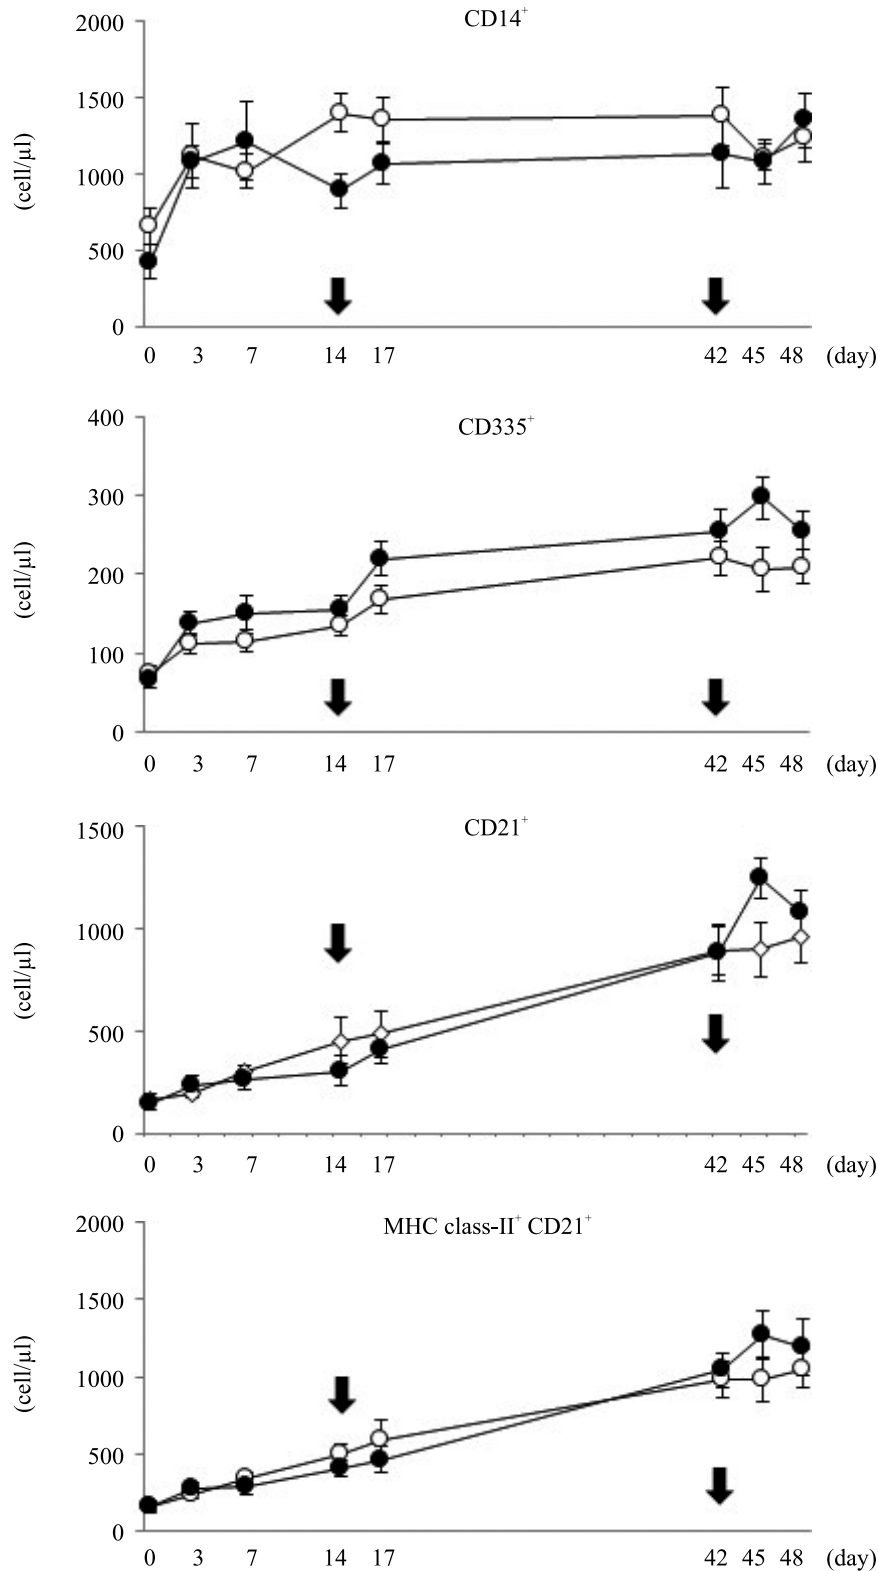 CD14⁺
2000
1500
1000
500
0
(cell/µl)
0 3 7 14 17 42 45 48 (day)
CD335⁺
400
300
200
100
0
(cell/µl)
0 3 7 14 17 42 45 48 (day)
CD21⁺
1500
1000
500
0
(cell/µl)
0 3 7 14 17 42 45 48 (day)
MHC class-II⁺ CD21⁺
2000
1500
1000
500
0
(cell/µl)
0 3 7 14 17 42 45 48 (day)